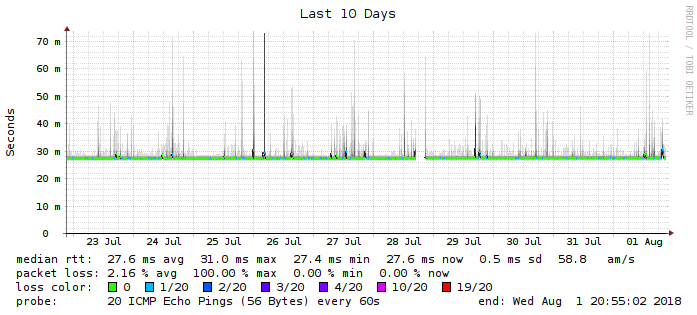 Last 10 Days
RRDTOOL / TOBI OETIKER
Seconds
70 m
60 m
50 m
40 m
30 m
20 m
10 m
0
23 Jul 24 Jul 25 Jul 26 Jul 27 Jul 28 Jul 29 Jul 30 Jul 31 Jul 01 Aug
median rtt: 27.6 ms avg 31.0 ms max 27.4 ms min 27.6 ms now 0.5 ms sd 58.8 am/s
packet loss: 2.16 % avg 100.00 % max 0.00 % min 0.00 % now
loss color: 0 1/20 2/20 3/20 4/20 10/20 19/20
probe: 20 ICMP Echo Pings (56 Bytes) every 60s end: Wed Aug 1 20:55:02 2018